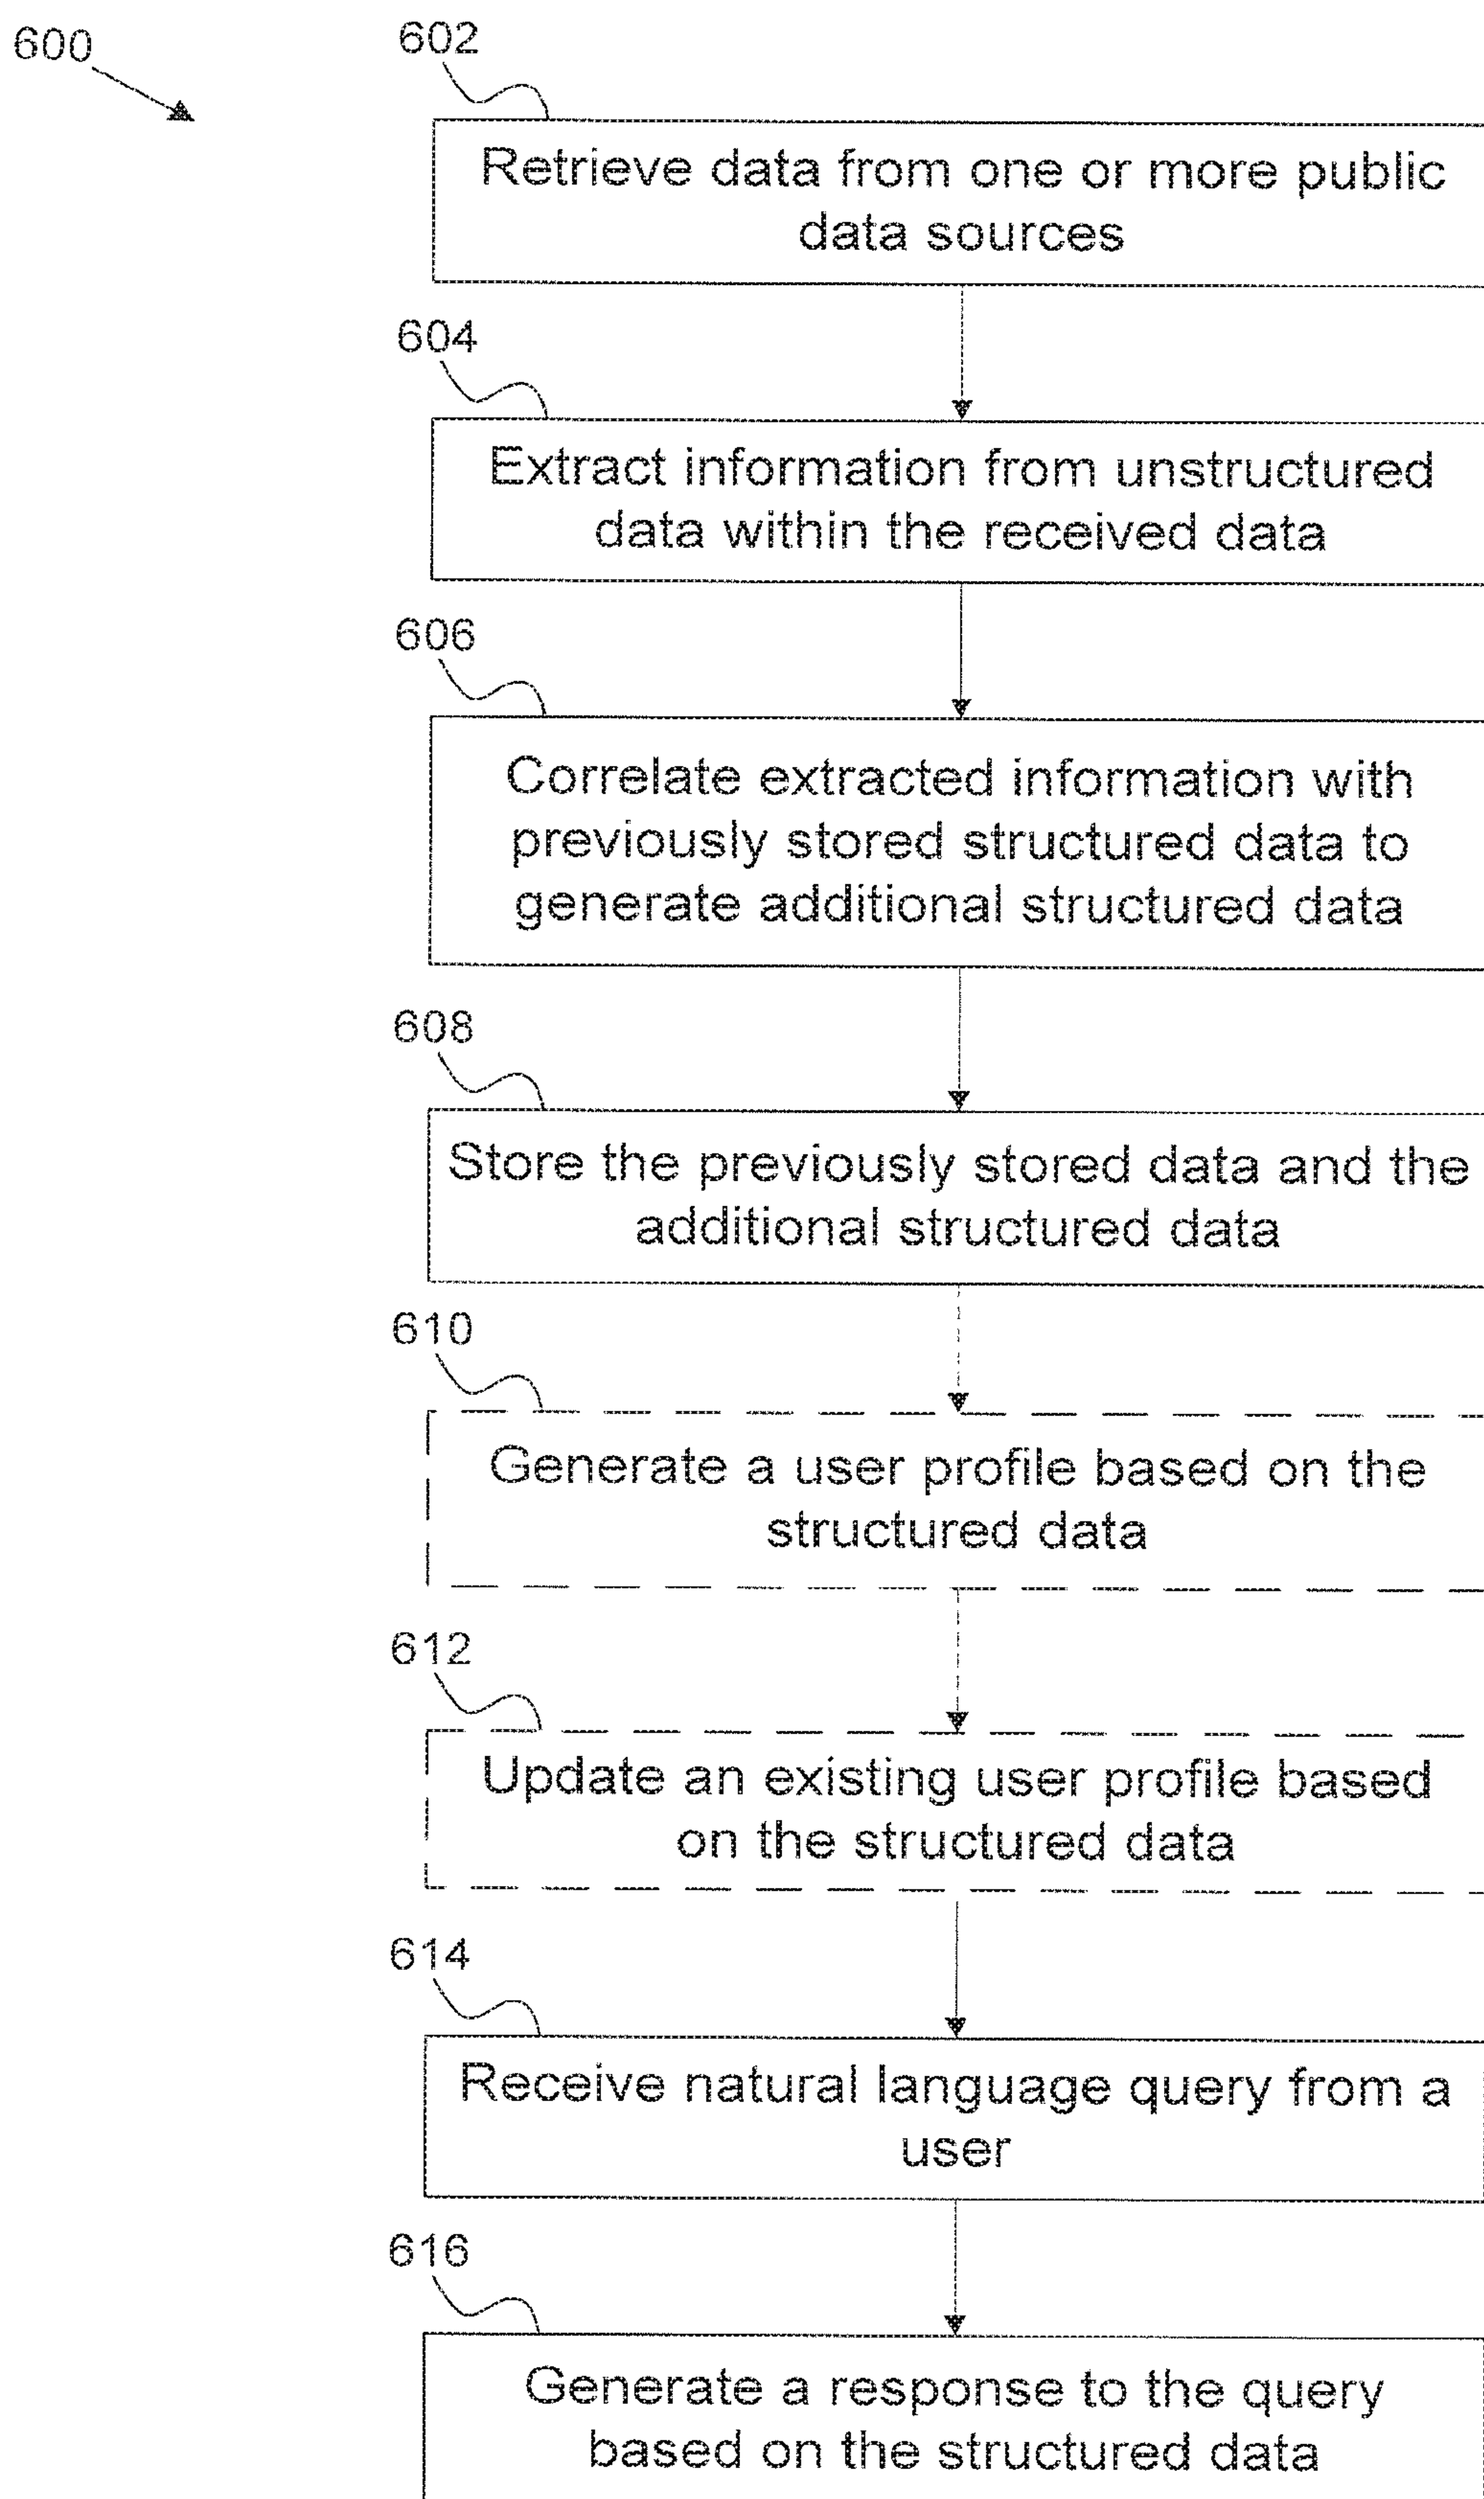 600
602
Retrieve data from one or more public
data sources
604
Extract information from unstructured
data within the received data
606
Correlate extracted information with
previously stored structured data to
generate additional structured data
608
Store the previously stored data and the
additional structured data
610
Generate a user profile based on the
structured data
612
Update an existing user profile based
on the structured data
614
Receive natural language query from a
user
616
Generate a response to the query
based on the structured data